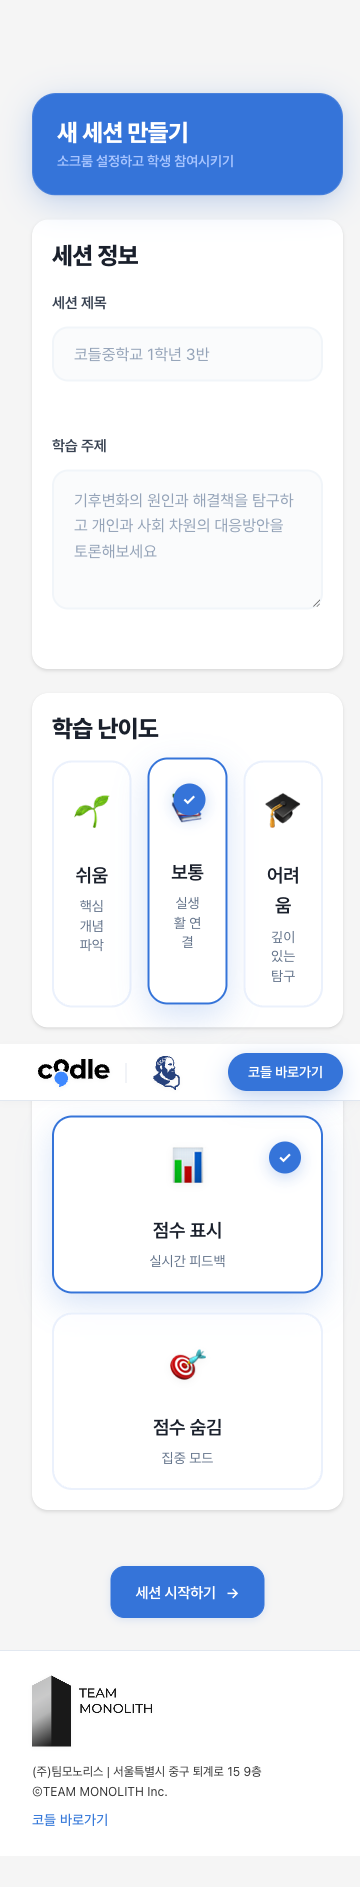 새 세션 만들기
소크룸 설정하고 학생 참여시키기
세션 정보
세션 제목
코들중학교 1학년 3반
학습 주제
기후변화의 원인과 해결책을 탐구하
고 개인과 사회 차원의 대응방안을
토론해보세요
학습 난이도
쉬움
핵심
개념
파악
보통
실생
활 연
결
어려
움
깊이
있는
탐구
codle
코들 바로가기
점수 표시
실시간 피드백
점수 숨김
집중 모드
세션 시작하기 →
TEAM
MONOLITH
(주)팀모노리스 | 서울특별시 중구 퇴계로 15 9층
©TEAM MONOLITH Inc.
코들 바로가기